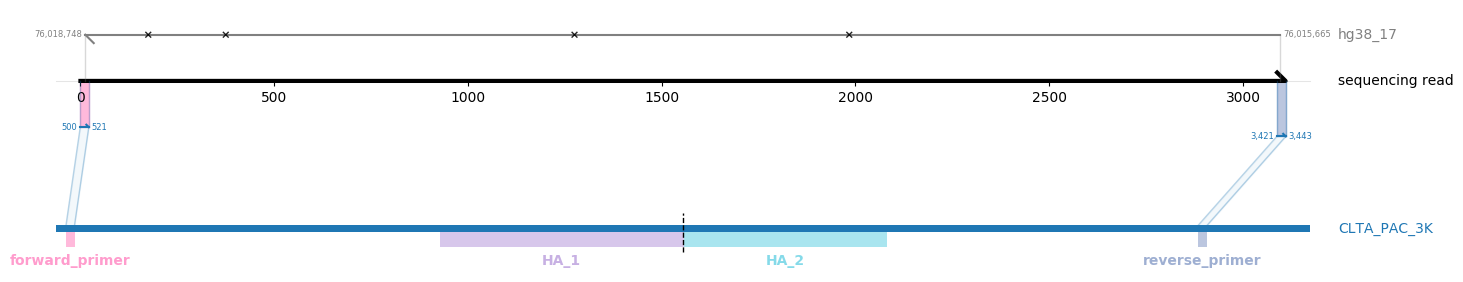 76,018,748 76,015,665 hg38_17
sequencing read
0 500 1000 1500 2000 2500 3000
500 521 3,421 3,443
CLTA_PAC_3K
forward_primer HA_1 HA_2 reverse_primer